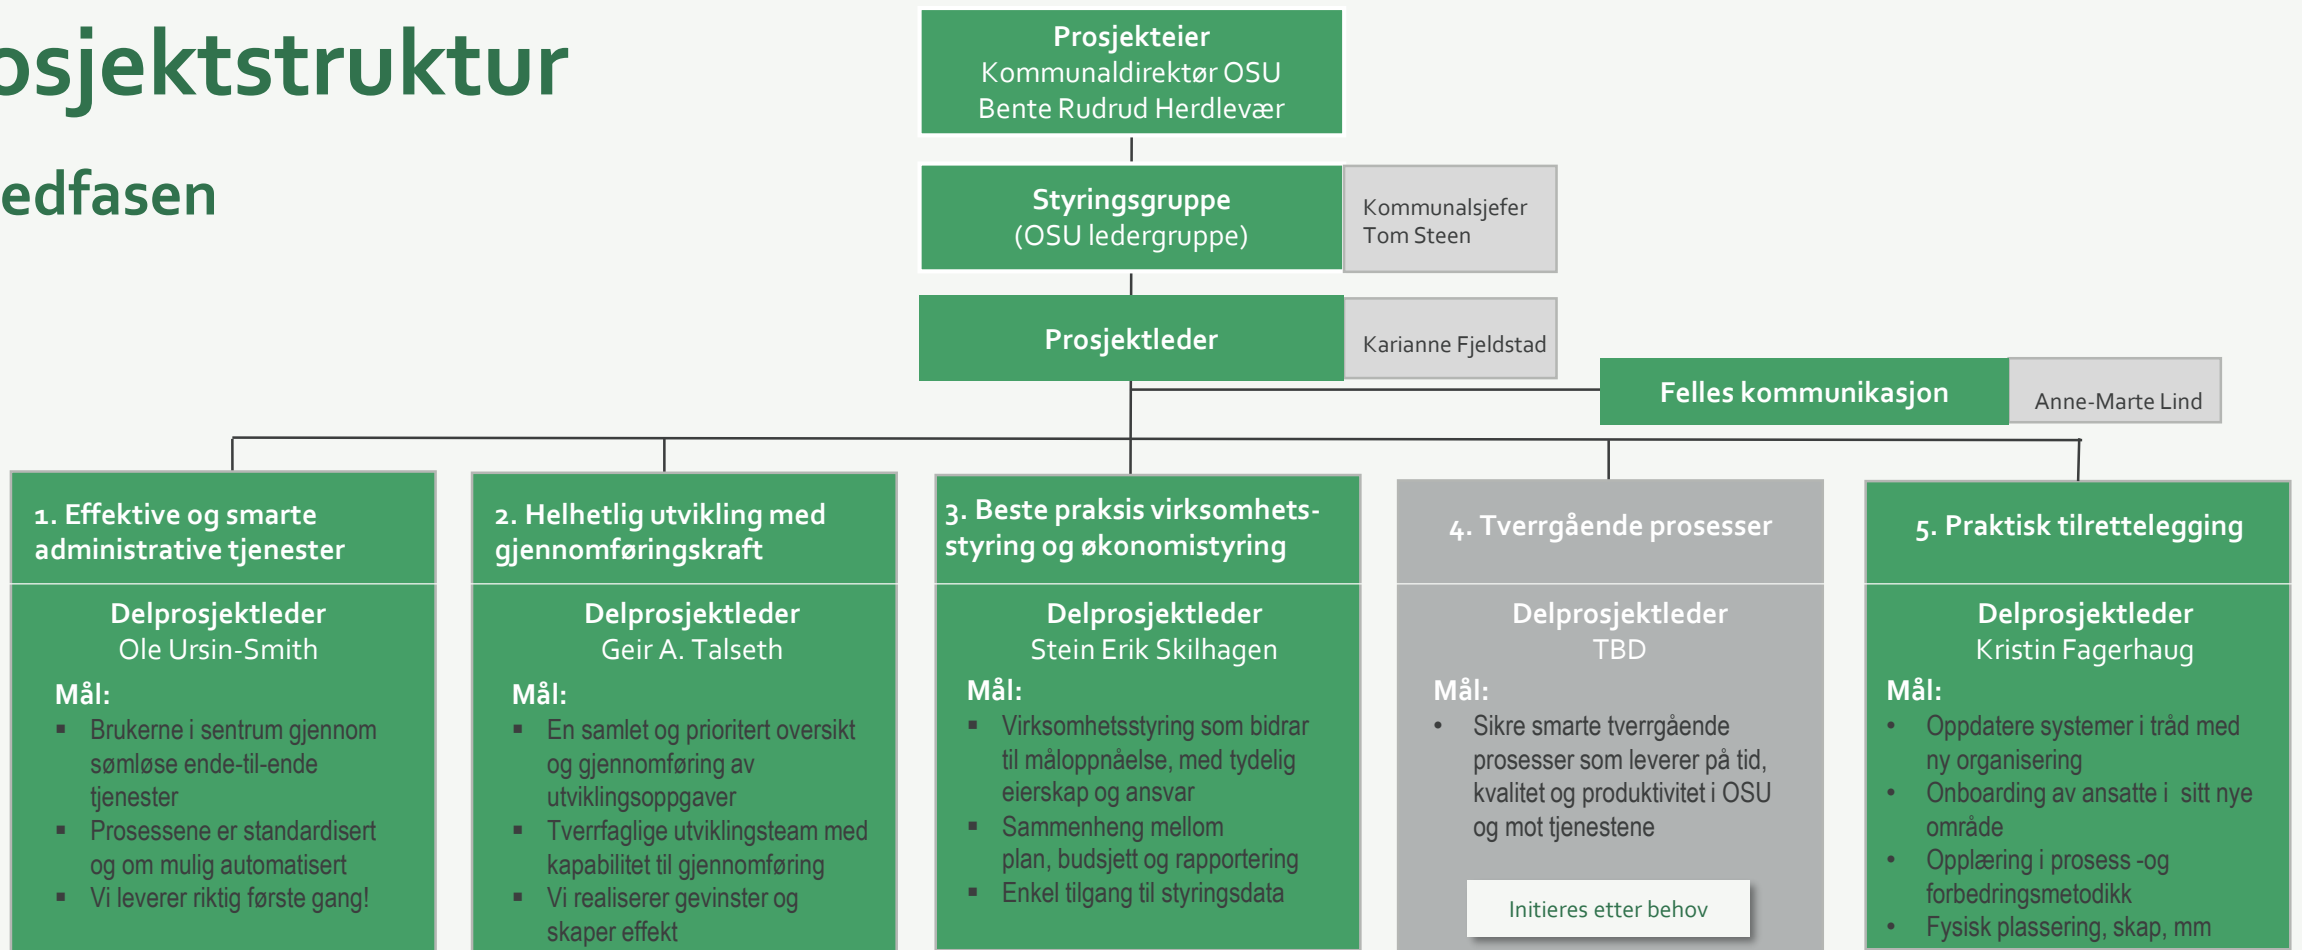 osjektstruktur
edfasen
Prosjekteier
Kommunaldirektør OSU
Bente Rudrud Herdlevær
Styringsgruppe
(OSU ledergruppe)
Kommunalsjefer
Tom Steen
Prosjektleder
Karianne Fjeldstad
Felles kommunikasjon
Anne-Marte Lind
1. Effektive og smarte
administrative tjenester
Delprosjektleder
Ole Ursin-Smith
Mål:
▪ Brukerne i sentrum gjennom
sømløse ende-til-ende
tjenester
▪ Prosessene er standardisert
og om mulig automatisert
▪ Vi leverer riktig første gang!
2. Helhetlig utvikling med
gjennomføringskraft
Delprosjektleder
Geir A. Talseth
Mål:
▪ En samlet og prioritert oversikt
og gjennomføring av
utviklingsoppgaver
▪ Tverrfaglige utviklingsteam med
kapabilitet til gjennomføring
▪ Vi realiserer gevinster og
skaper effekt
3. Beste praksis virksomhets-
styring og økonomistyring
Delprosjektleder
Stein Erik Skilhagen
Mål:
▪ Virksomhetsstyring som bidrar
til måloppnåelse, med tydelig
eierskap og ansvar
▪ Sammenheng mellom
plan, budsjett og rapportering
▪ Enkel tilgang til styringsdata
4. Tverrgående prosesser
Delprosjektleder
TBD
Mål:
• Sikre smarte tverrgående
prosesser som leverer på tid,
kvalitet og produktivitet i OSU
og mot tjenestene
Initieres etter behov
5. Praktisk tilrettelegging
Delprosjektleder
Kristin Fagerhaug
Mål:
• Oppdatere systemer i tråd med
ny organisering
• Onboarding av ansatte i sitt nye
område
• Opplæring i prosess -og
forbedringsmetodikk
• Fysisk plassering, skap, mm